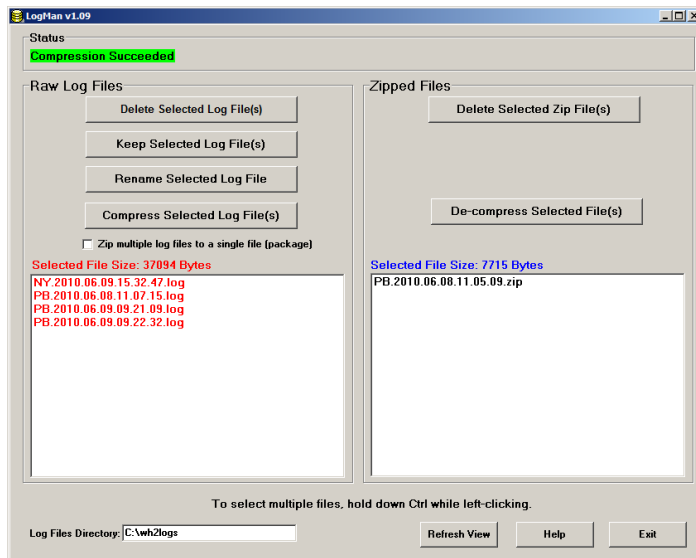 LogMan v1.09
Status
Compression Succeeded
Raw Log Files
Delete Selected Log File(s)
Keep Selected Log File(s)
Rename Selected Log File
Compress Selected Log File(s)
Zip multiple log files to a single file (package)
Selected File Size: 37094 Bytes
NY.2010.06.09.15.32.47.log
PB.2010.06.08.11.07.15.log
PB.2010.06.09.09.21.09.log
PB.2010.06.09.09.22.32.log
Zipped Files
Delete Selected Zip File(s)
De-compress Selected File(s)
Selected File Size: 7715 Bytes
PB.2010.06.08.11.05.09.zip
To select multiple files, hold down Ctrl while left-clicking.
Log Files Directory: C:\wh2logs
Refresh View
Help
Exit